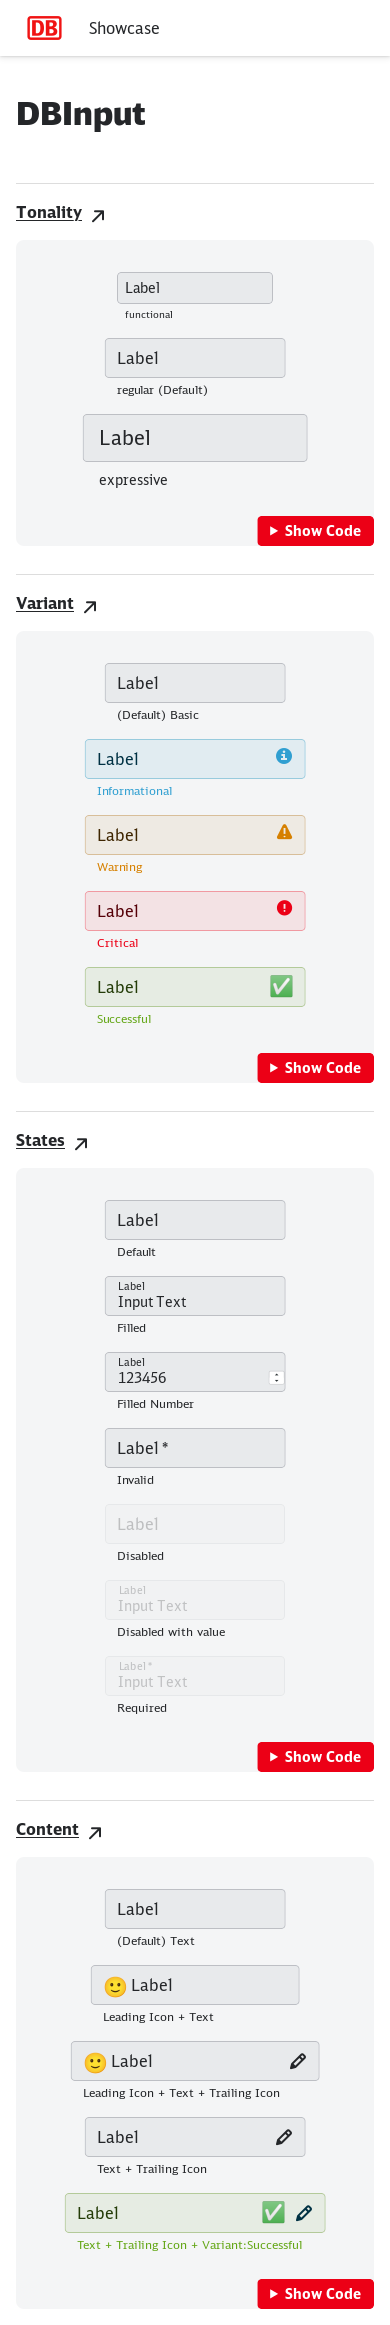 DB Showcase
DBInput
Tonality
Label
functional
Label
regular (Default)
Label
expressive
Show Code
Variant
Label
(Default) Basic
Label
Informational
Label
Warning
Label
Critical
Label
Successful
Show Code
States
Label
Default
Label
Input Text
Filled
Label
123456
Filled Number
Label *
Invalid
Label
Disabled
Label
Input Text
Disabled with value
Label *
Input Text
Required
Show Code
Content
Label
(Default) Text
Label
Leading Icon + Text
Label
Leading Icon + Text + Trailing Icon
Label
Text + Trailing Icon
Label
Text + Trailing Icon + Variant:Successful
Show Code